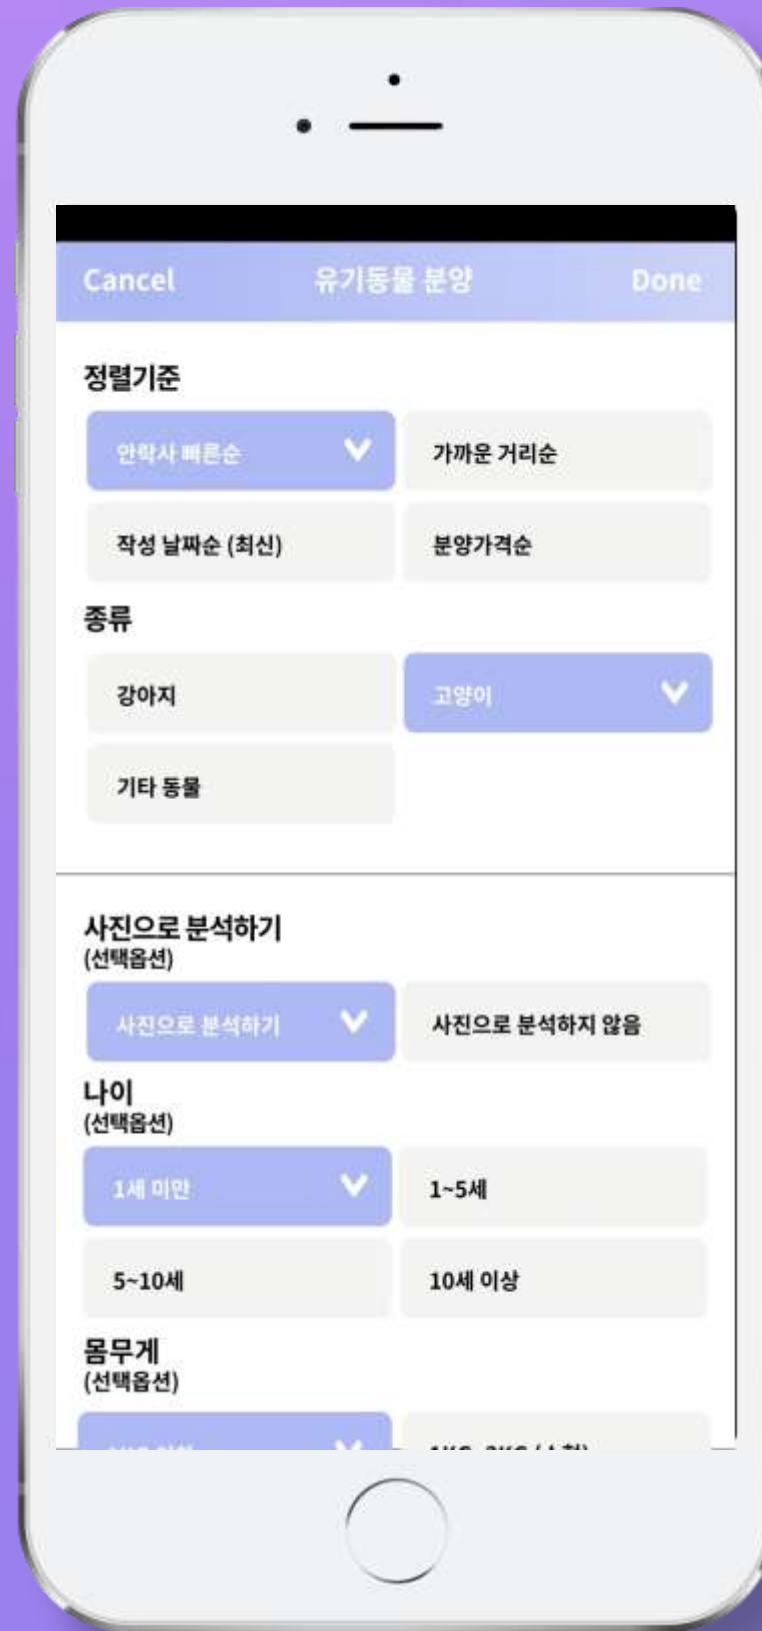 Cancel 유기동물 분양 Done
정렬기준
안락사 빠른순 가까운 거리순
작성 날짜순 (최신) 분양가격순
종류
강아지 고양이
기타 동물
사진으로 분석하기
(선택옵션)
사진으로 분석하기 사진으로 분석하지 않음
나이
(선택옵션)
1세 미만 1~5세
5~10세 10세 이상
몸무게
(선택옵션)